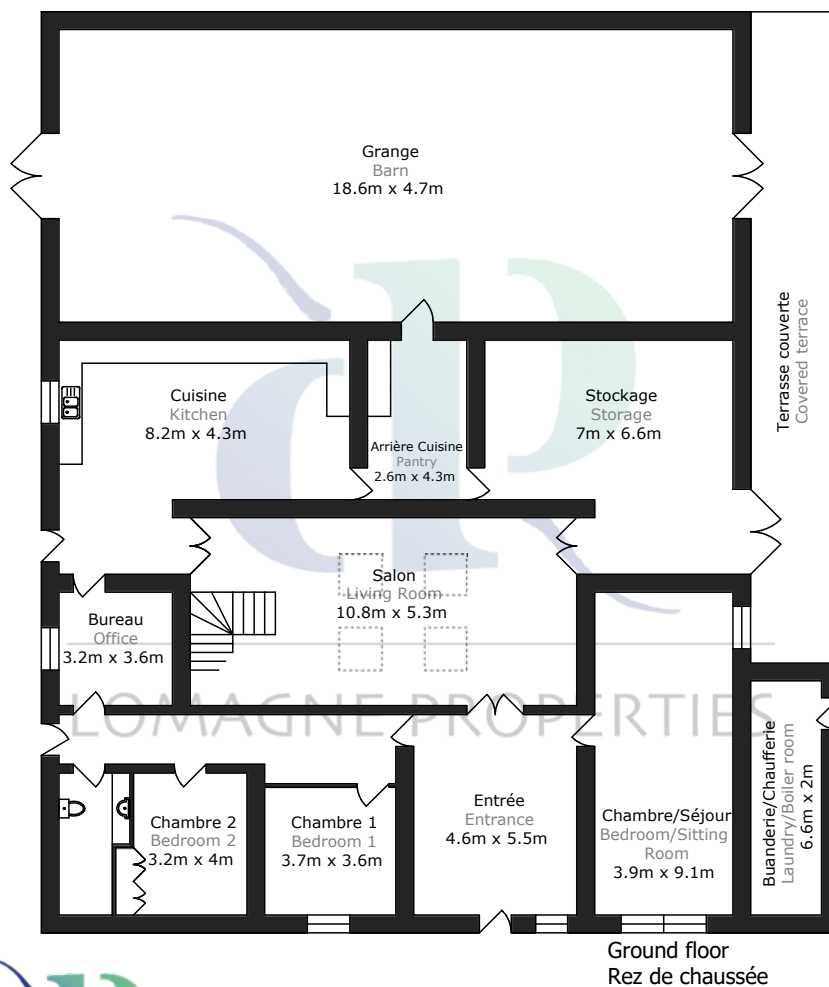 Grange
Barn
18.6m x 4.7m
Terrasse couverte
Covered terrace
Cuisine
Kitchen
8.2m x 4.3m
Arrière Cuisine
Pantry
2.6m x 4.3m
Stockage
Storage
7m x 6.6m
Salon
Living Room
10.8m x 5.3m
Bureau
Office
3.2m x 3.6m
LOMAGNE PROPERTIES
Chambre 2
Bedroom 2
3.2m x 4m
Chambre 1
Bedroom 1
3.7m x 3.6m
Entrée
Entrance
4.6m x 5.5m
Chambre/Séjour
Bedroom/Sitting
Room
3.9m x 9.1m
Buanderie/Chaufferie
Laundry/Boiler room
6.6m x 2m
Ground floor
Rez de chaussée